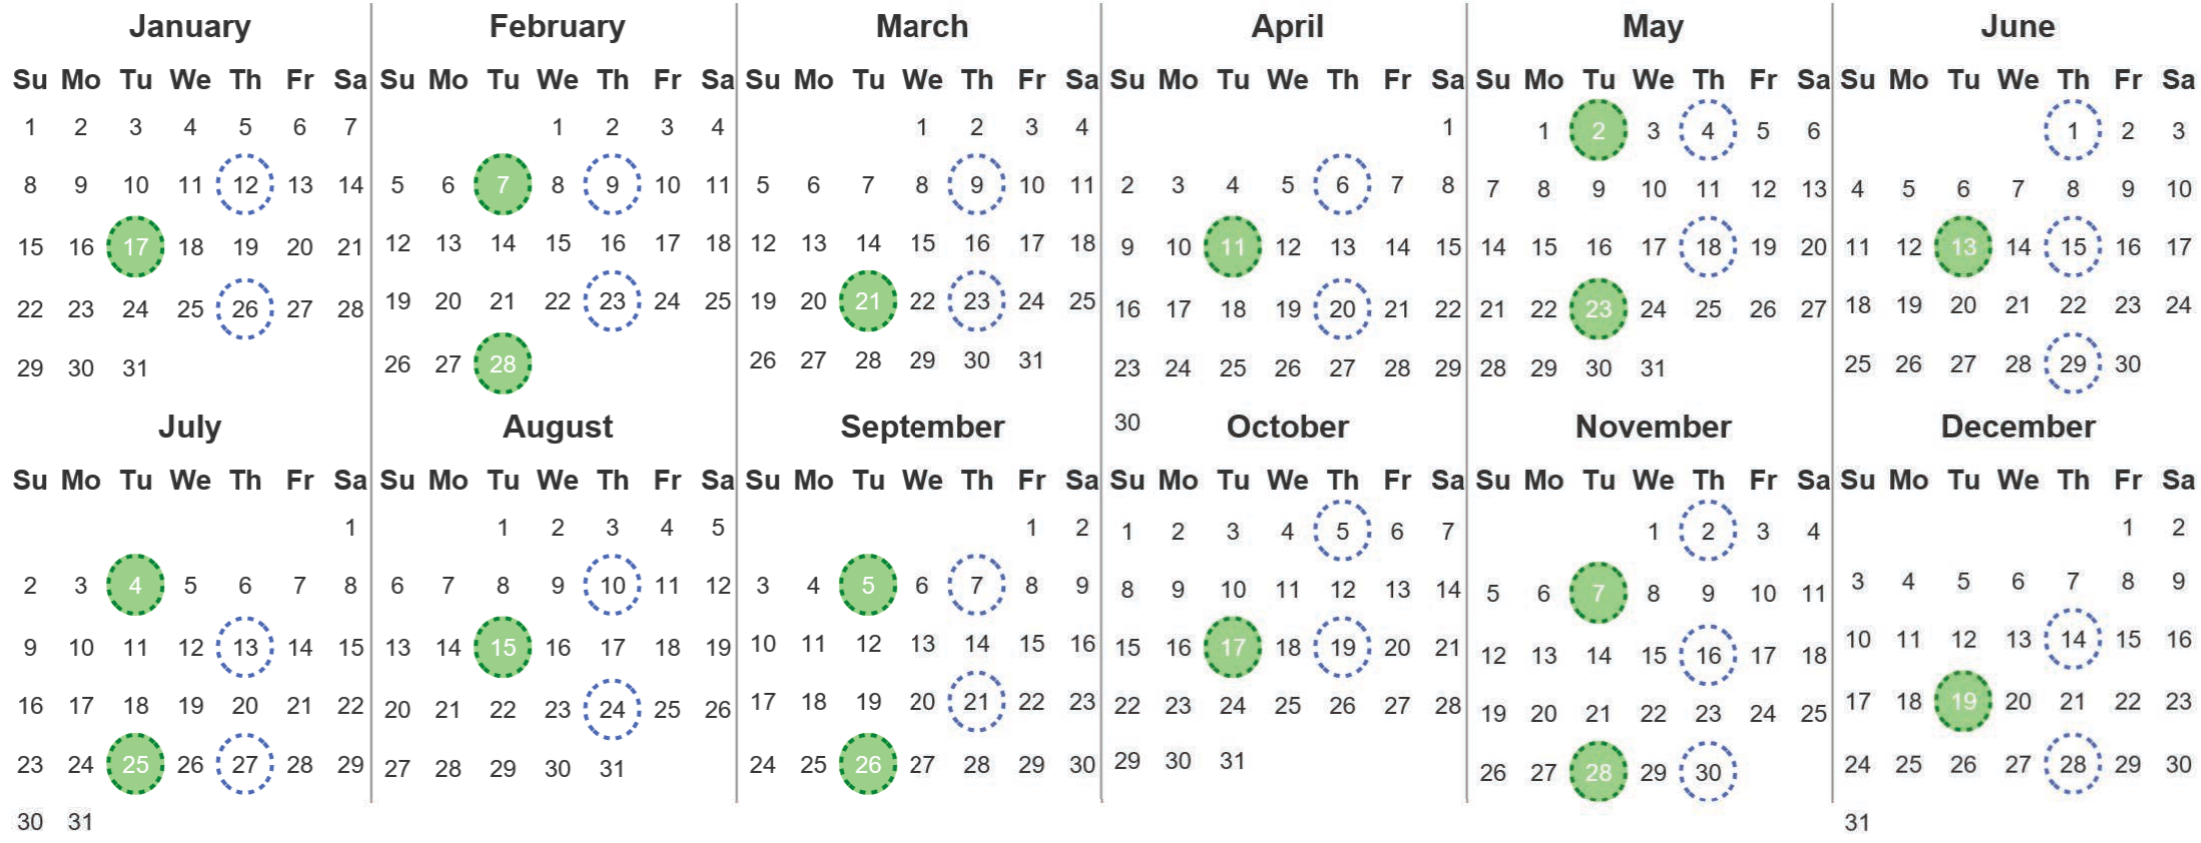 January February March April May June
Su Mo Tu We Th Fr Sa Su Mo Tu We Th Fr Sa Su Mo Tu We Th Fr Sa Su Mo Tu We Th Fr Sa Su Mo Tu We Th Fr Sa Su Mo Tu We Th Fr Sa
1 2 3 4 5 6 7 1 2 3 4 1 2 3 4 1 1 2 3 4 5 6 1 2 3
8 9 10 11 12 13 14 5 6 7 8 9 10 11 5 6 7 8 9 10 11 2 3 4 5 6 7 8 7 8 9 10 11 12 13 4 5 6 7 8 9 10
15 16 17 18 19 20 21 12 13 14 15 16 17 18 12 13 14 15 16 17 18 9 10 11 12 13 14 15 14 15 16 17 18 19 20 11 12 13 14 15 16 17
22 23 24 25 26 27 28 19 20 21 22 23 24 25 19 20 21 22 23 24 25 16 17 18 19 20 21 22 21 22 23 24 25 26 27 18 19 20 21 22 23 24
29 30 31 26 27 28 26 27 28 29 30 31 23 24 25 26 27 28 29 28 29 30 31 25 26 27 28 29 30
30
July August September October November December
Su Mo Tu We Th Fr Sa Su Mo Tu We Th Fr Sa Su Mo Tu We Th Fr Sa Su Mo Tu We Th Fr Sa Su Mo Tu We Th Fr Sa Su Mo Tu We Th Fr Sa
1 1 2 3 4 5 1 2 1 2 3 4 5 6 7 1 2 3 4 1 2
2 3 4 5 6 7 8 6 7 8 9 10 11 12 3 4 5 6 7 8 9 8 9 10 11 12 13 14 5 6 7 8 9 10 11 3 4 5 6 7 8 9
9 10 11 12 13 14 15 13 14 15 16 17 18 19 10 11 12 13 14 15 16 15 16 17 18 19 20 21 12 13 14 15 16 17 18 10 11 12 13 14 15 16
16 17 18 19 20 21 22 20 21 22 23 24 25 26 17 18 19 20 21 22 23 22 23 24 25 26 27 28 19 20 21 22 23 24 25 17 18 19 20 21 22 23
23 24 25 26 27 28 29 27 28 29 30 31 24 25 26 27 28 29 30 29 30 31 26 27 28 29 30 24 25 26 27 28 29 30
30 31 31